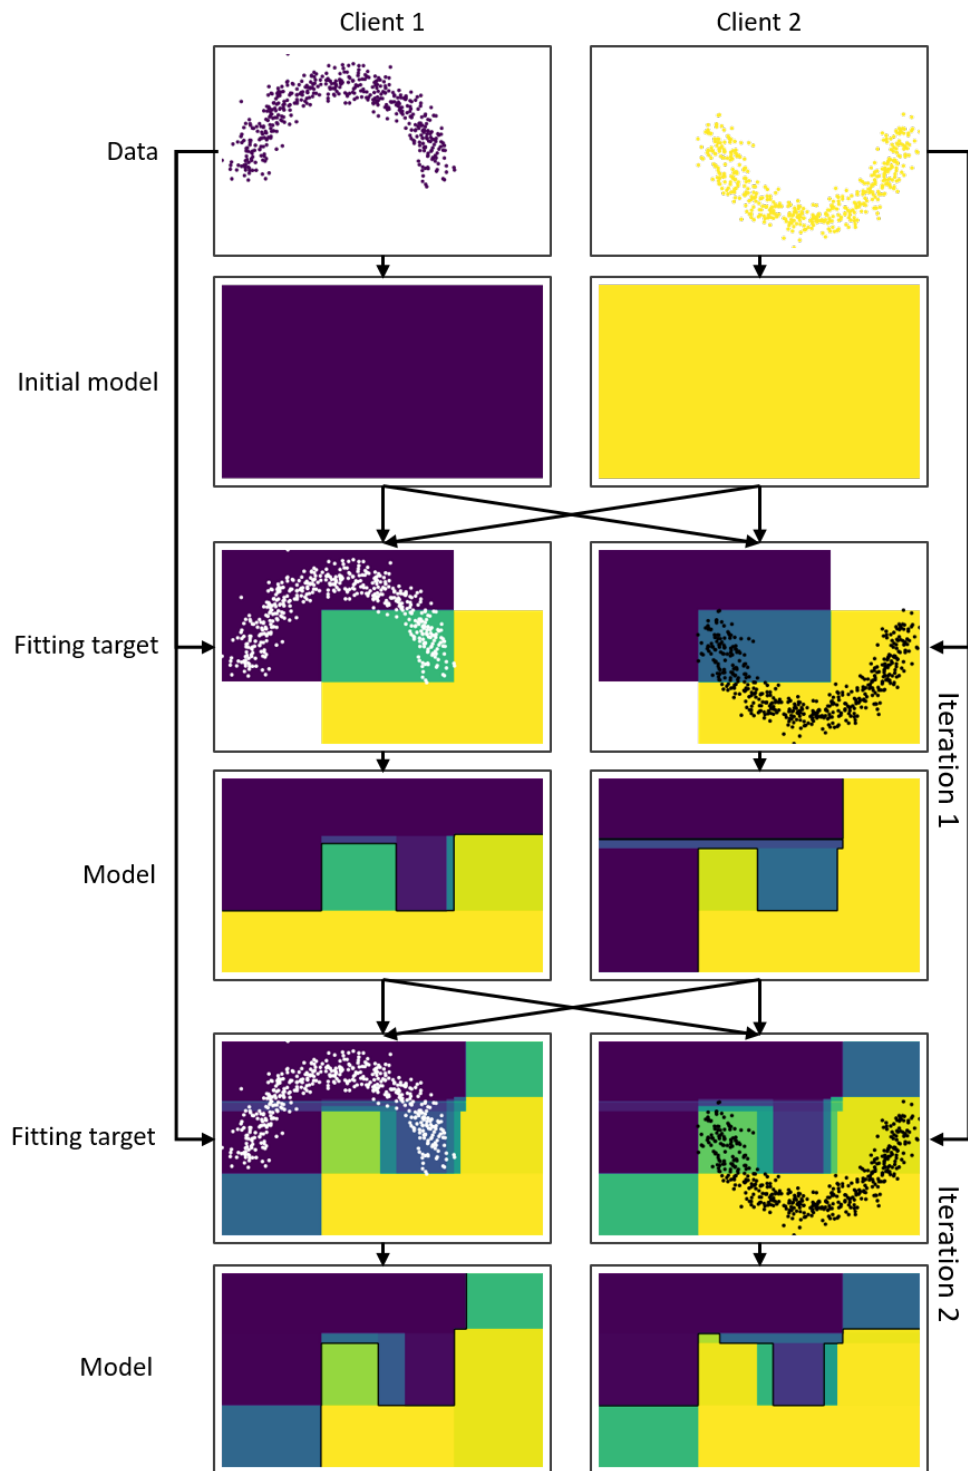 Client 1
Client 2
Data
Initial model
Fitting target
Iteration 1
Model
Fitting target
Iteration 2
Model